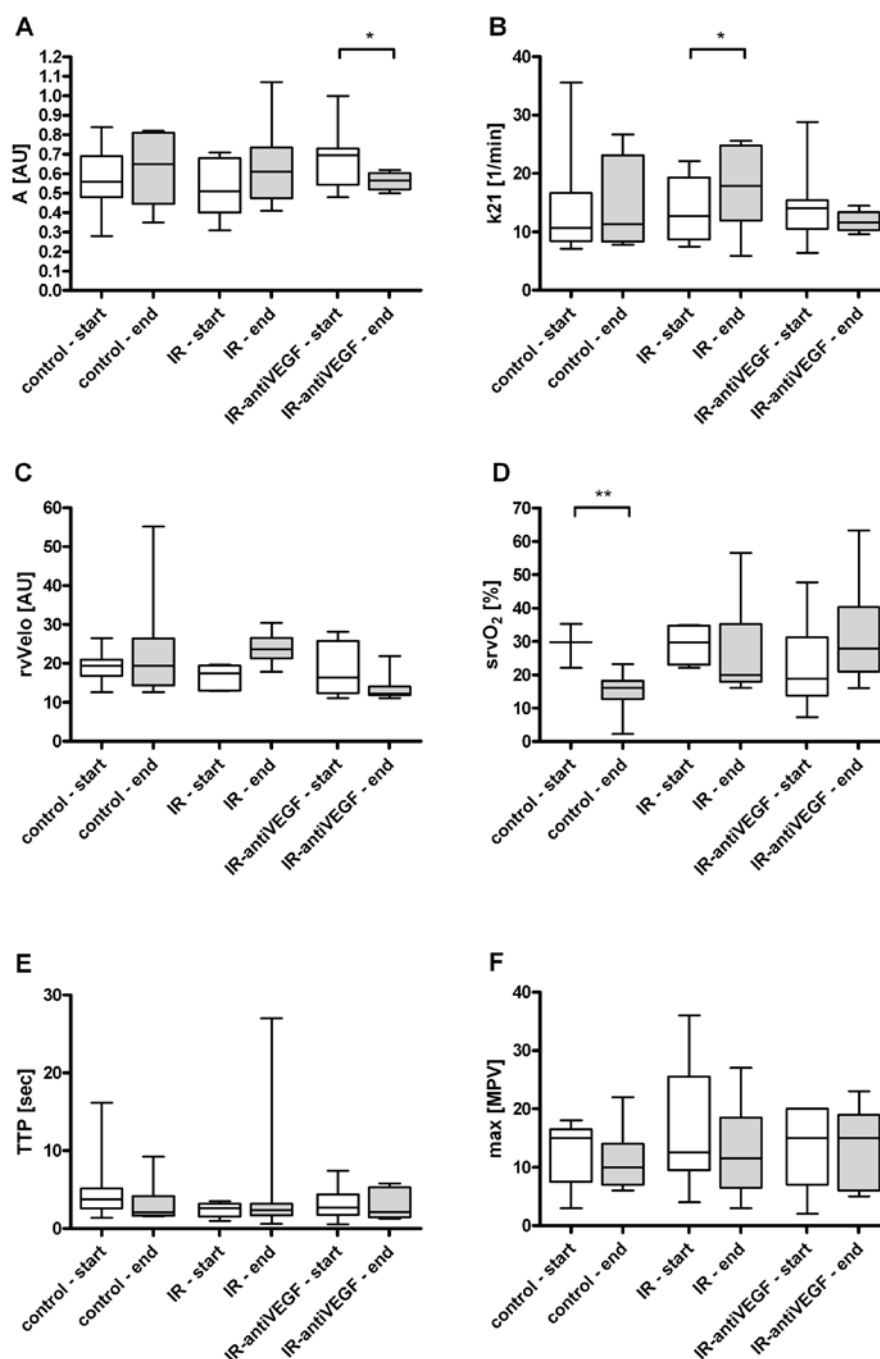 A
B
*
*
A [AU]
1.2
1.1
1.0
0.9
0.8
0.7
0.6
0.5
0.4
0.3
0.2
0.1
0.0
control - start
control - end
IR - start
IR - end
IR-antiVEGF - start
IR-antiVEGF - end
k21 [1/min]
40
30
20
10
0
control - start
control - end
IR - start
IR - end
IR-antiVEGF - start
IR-antiVEGF - end
C
D
rvVelo [AU]
60
50
40
30
20
10
0
control - start
control - end
IR - start
IR - end
IR-antiVEGF - start
IR-antiVEGF - end
**
srvO₂ [%]
70
60
50
40
30
20
10
0
control - start
control - end
IR - start
IR - end
IR-antiVEGF - start
IR-antiVEGF - end
E
F
TTP [sec]
30
20
10
0
control - start
control - end
IR - start
IR - end
IR-antiVEGF - start
IR-antiVEGF - end
max [MPV]
40
30
20
10
0
control - start
control - end
IR - start
IR - end
IR-antiVEGF - start
IR-antiVEGF - end